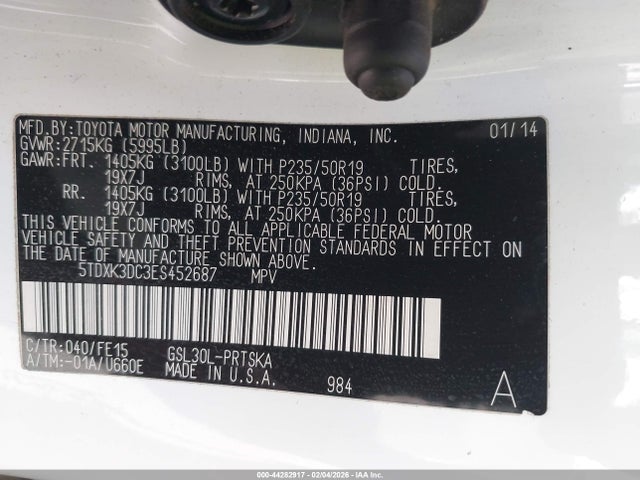 MFD.BY:TOYOTA MOTOR MANUFACTURING, INDIANA, INC. 01/14
GVWR:2715KG (5995LB)
GAWR:FRT. 1405KG (3100LB) WITH P235/50R19 TIRES,
19X7J RIMS, AT 250KPA (36PSI) COLD.
RR. 1405KG (3100LB) WITH P235/50R19 TIRES,
19X7J RIMS, AT 250KPA (36PSI) COLD.
THIS VEHICLE CONFORMS TO ALL APPLICABLE FEDERAL MOTOR
VEHICLE SAFETY AND THEFT PREVENTION STANDARDS IN EFFECT ON
THE DATE OF MANUFACTURE SHOWN ABOVE.
5TDXK3DC3ES452687 MPV
C/TR:040/FE15 GSL30L-PRTSKA
A/TM:-01A/U660E MADE IN U.S.A. 984 A
000-44282917 - 02/04/2026 - COPYRIGHT IAA, LLC.